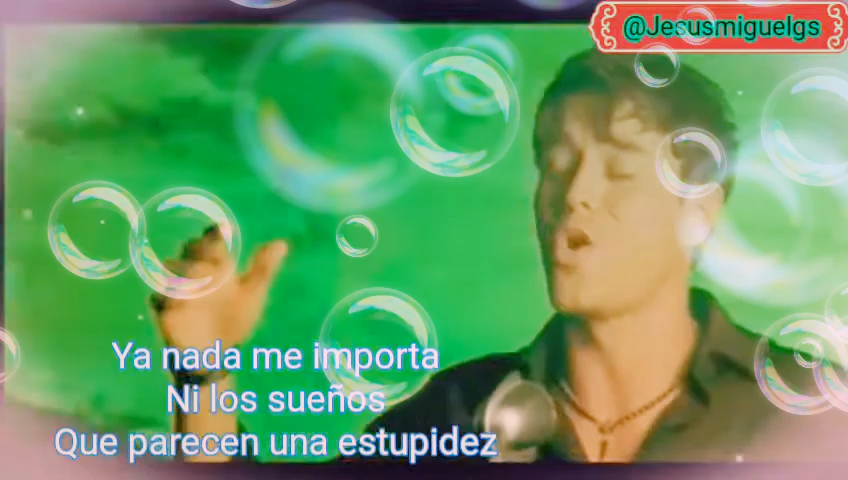 @Jesusmiguelgs
Ya nada me importa
Ni los sueños
Que parecen una estupidez